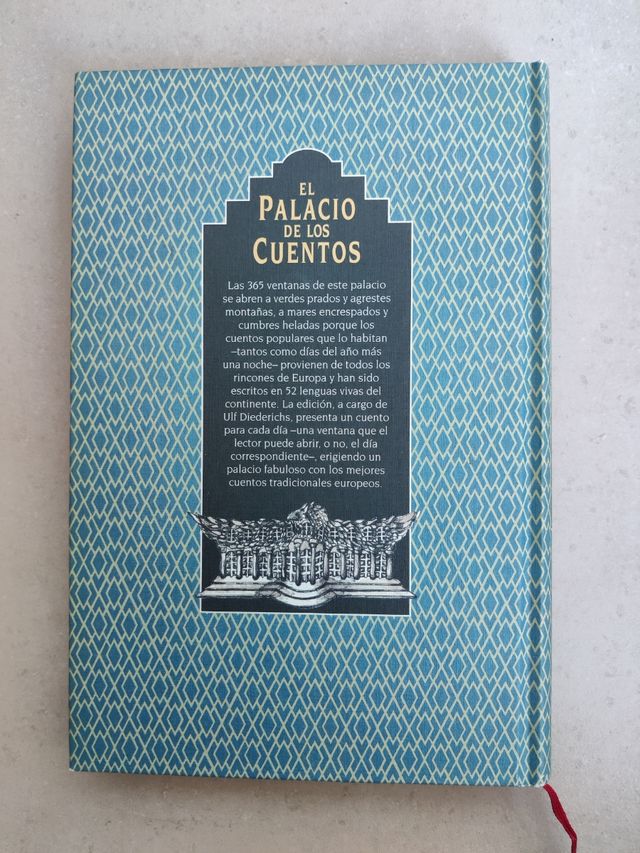 EL
PALACIO
DE LOS
CUENTOS
Las 365 ventanas de este palacio
se abren a verdes prados y agrestes
montañas, a mares encrespados y
cumbres heladas porque los
cuentos populares que lo habitan
–tantos como días del año más
una noche– provienen de todos los
rincones de Europa y han sido
escritos en 52 lenguas vivas del
continente. La edición, a cargo de
Ulf Diederichs, presenta un cuento
para cada día –una ventana que el
lector puede abrir, o no, el día
correspondiente–, erigiendo un
palacio fabuloso con los mejores
cuentos tradicionales europeos.